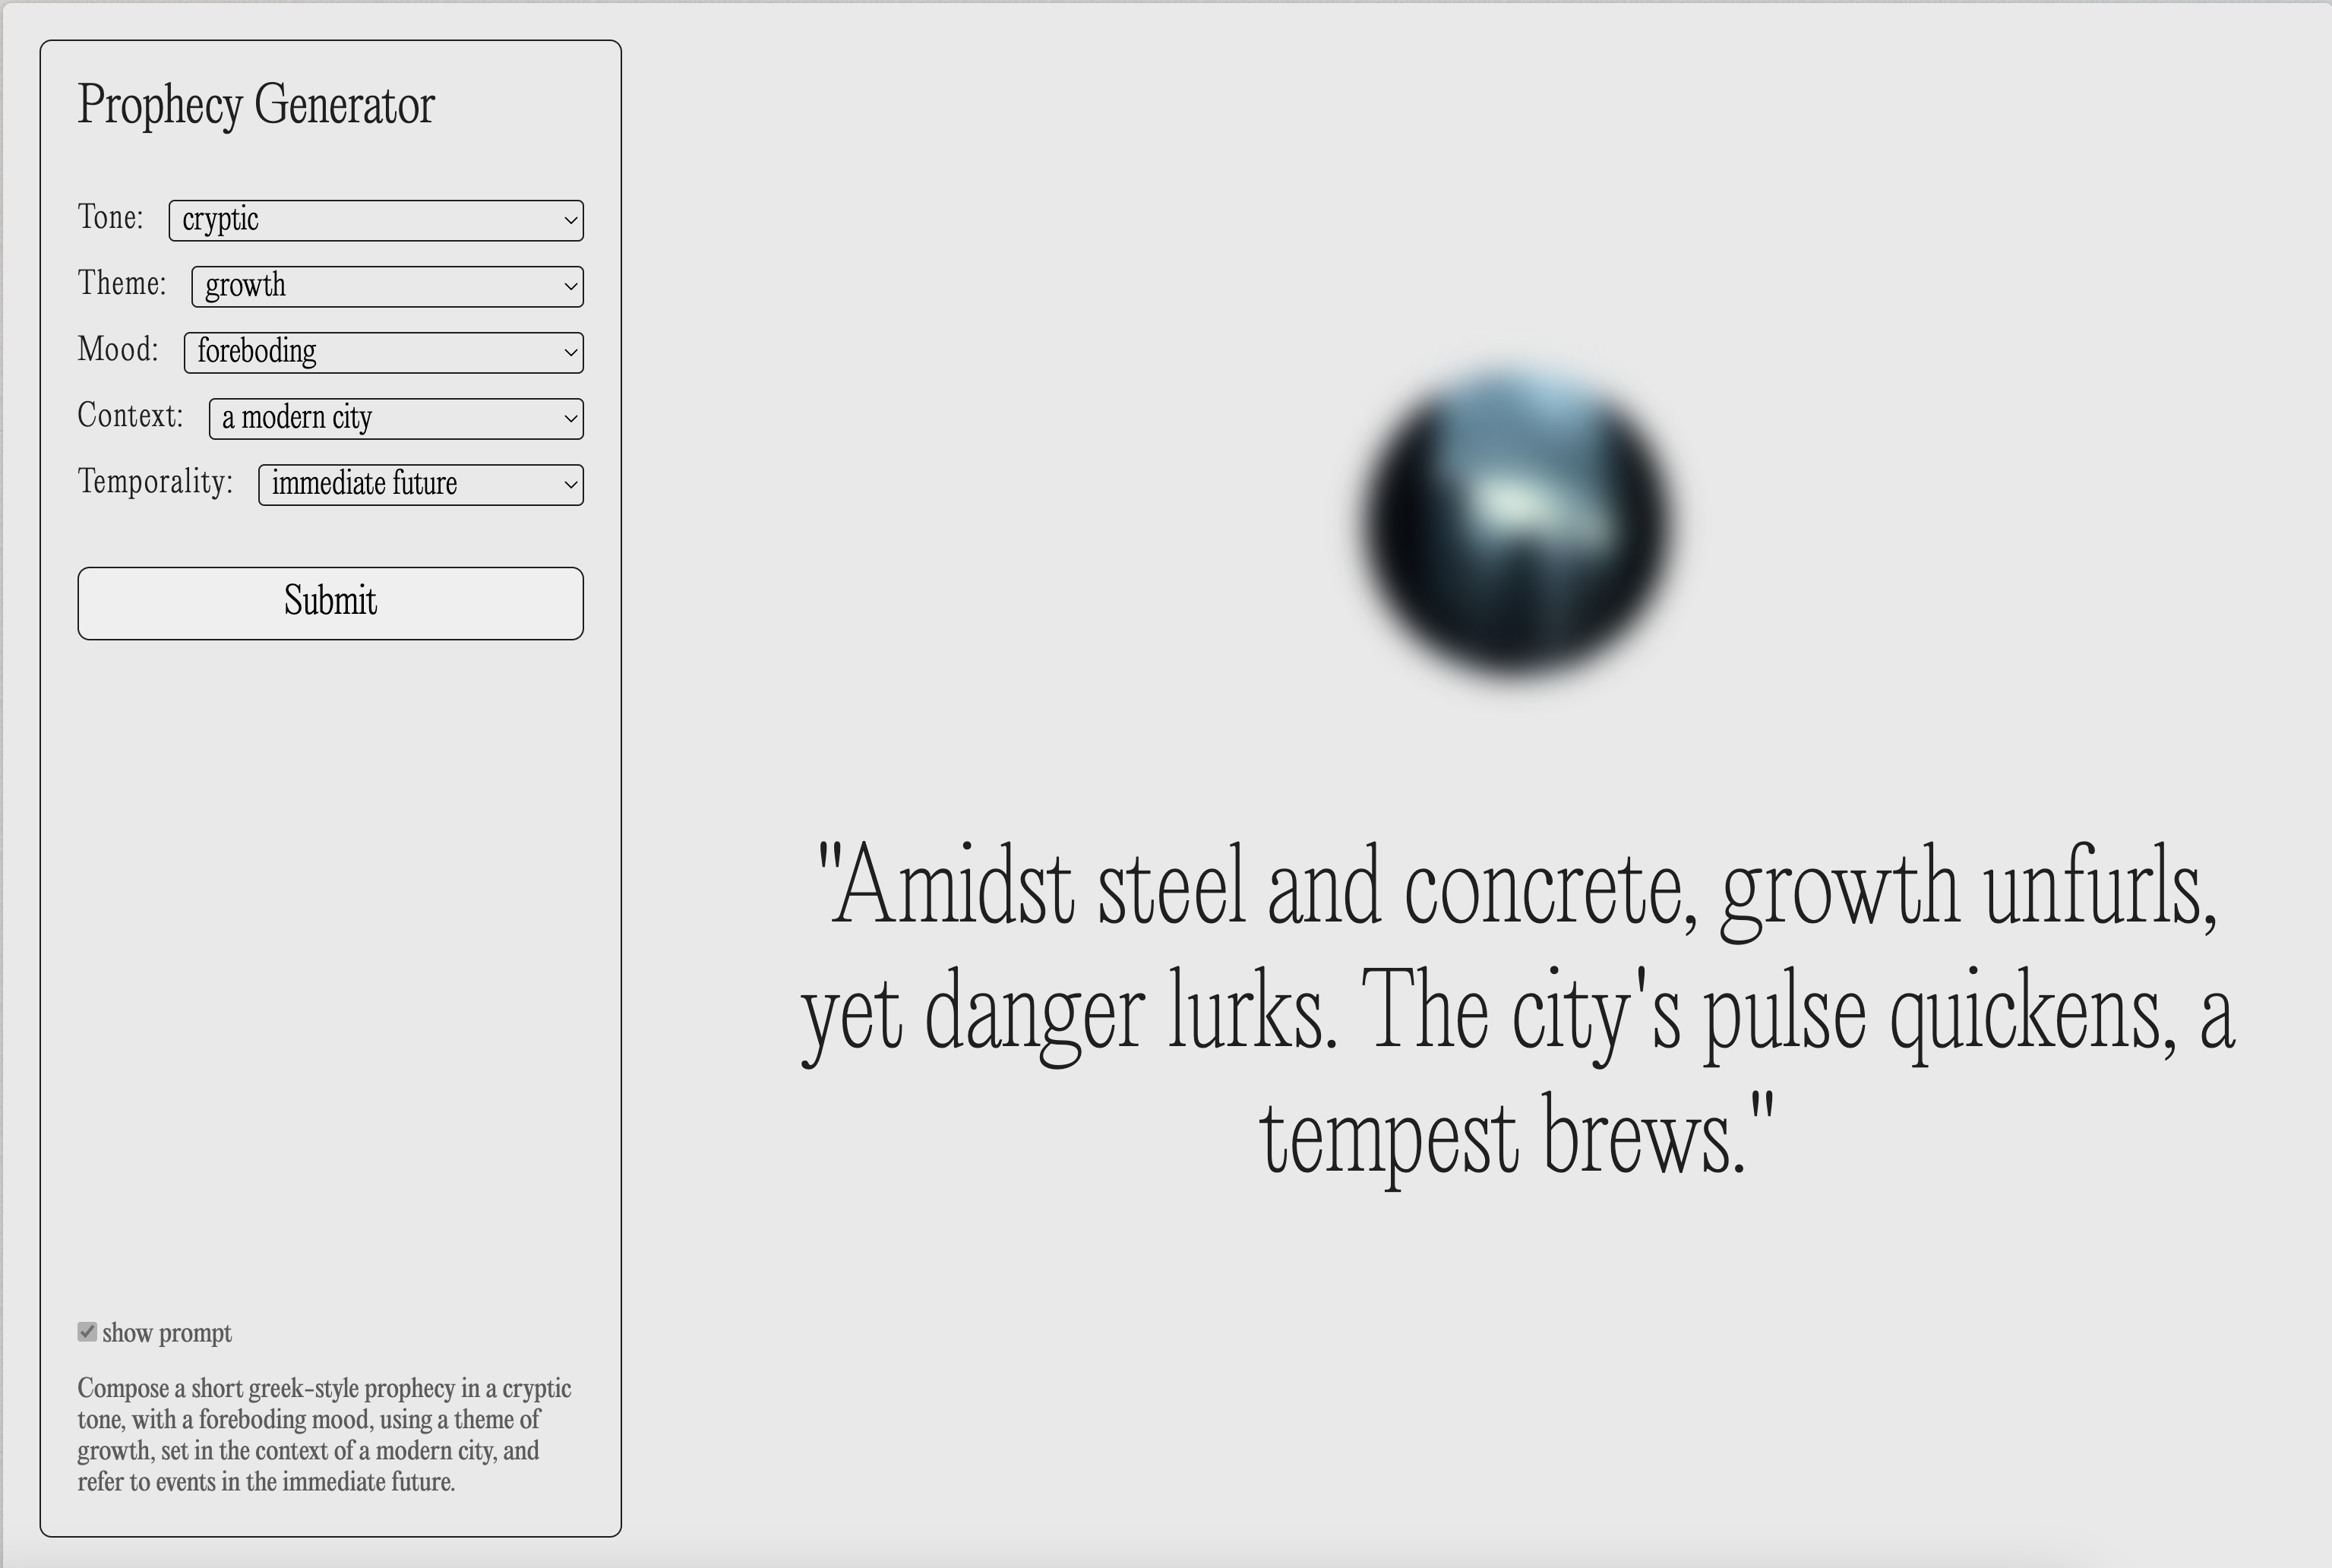 Prophecy Generator
Tone: cryptic
Theme: growth
Mood: foreboding
Context: a modern city
Temporality: immediate future
Submit
show prompt
Compose a short greek-style prophecy in a cryptic
tone, with a foreboding mood, using a theme of
growth, set in the context of a modern city, and
refer to events in the immediate future.
"Amidst steel and concrete, growth unfurls,
yet danger lurks. The city's pulse quickens, a
tempest brews."